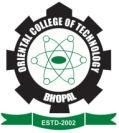 ORIENTAL COLLEGE OF TECHNOLOGY
BHOPAL
ESTD-2002